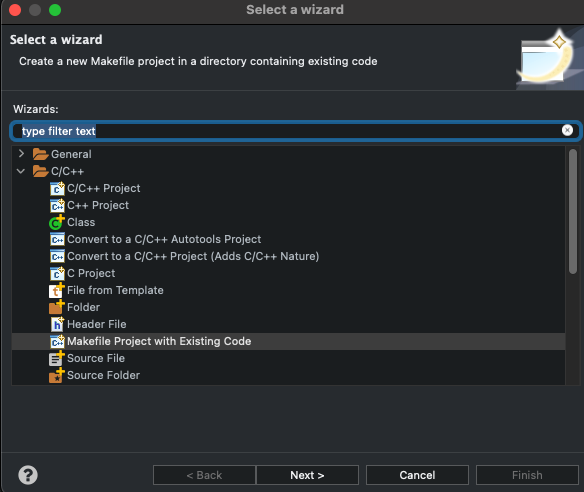 Select a wizard
Select a wizard
Create a new Makefile project in a directory containing existing code
Wizards:
type filter text
General
C/C++
C/C++ Project
C++ Project
Class
Convert to a C/C++ Autotools Project
Convert to a C/C++ Project (Adds C/C++ Nature)
C Project
File from Template
Folder
Header File
Makefile Project with Existing Code
Source File
Source Folder
? < Back Next > Cancel Finish